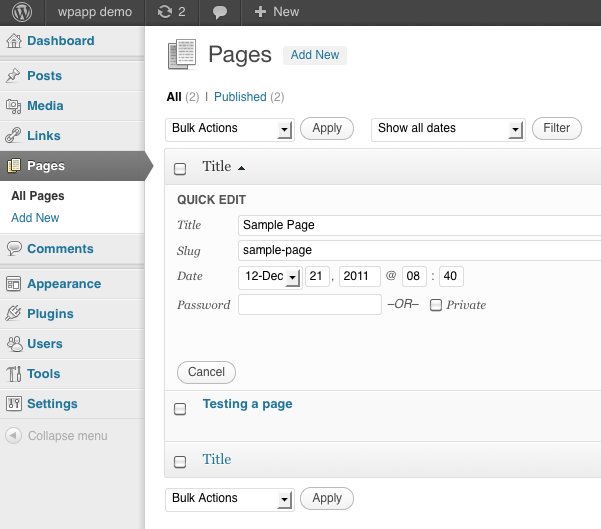 wpapp demo 2 + New
Dashboard
Posts
Media
Links
Pages
All Pages
Add New
Comments
Appearance
Plugins
Users
Tools
Settings
Collapse menu
Pages Add New
All (2) | Published (2)
Bulk Actions Apply Show all dates Filter
Title
QUICK EDIT
Title Sample Page
Slug sample-page
Date 12-Dec 21 , 2011 @ 08 : 40
Password –OR– Private
Cancel
Testing a page
Title
Bulk Actions Apply